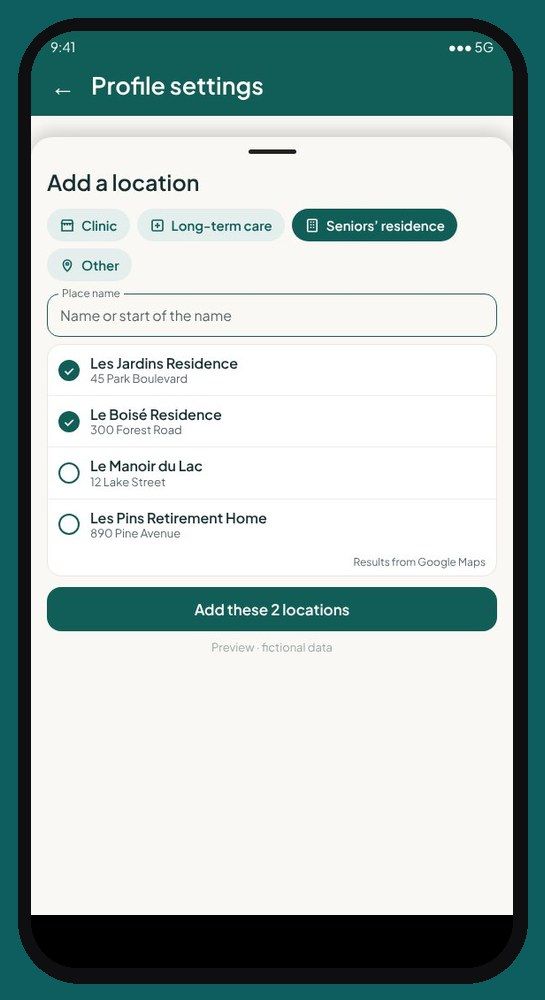 9:41
●●● 5G
← Profile settings
Add a location
Clinic
Long-term care
Seniors’ residence
Other
Place name
Name or start of the name
Les Jardins Residence
45 Park Boulevard
Le Boisé Residence
300 Forest Road
Le Manoir du Lac
12 Lake Street
Les Pins Retirement Home
890 Pine Avenue
Results from Google Maps
Add these 2 locations
Preview · fictional data